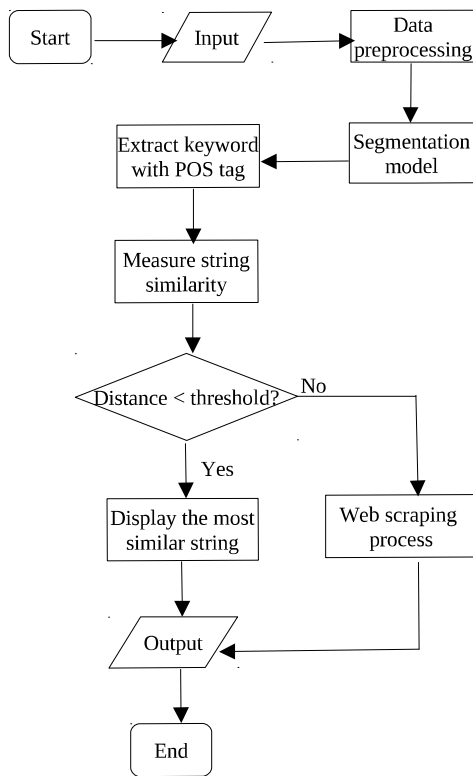 Start
Input
Data
preprocessing
Segmentation
model
Extract keyword
with POS tag
Measure string
similarity
Distance < threshold?
No
Yes
Display the most
similar string
Web scraping
process
Output
End